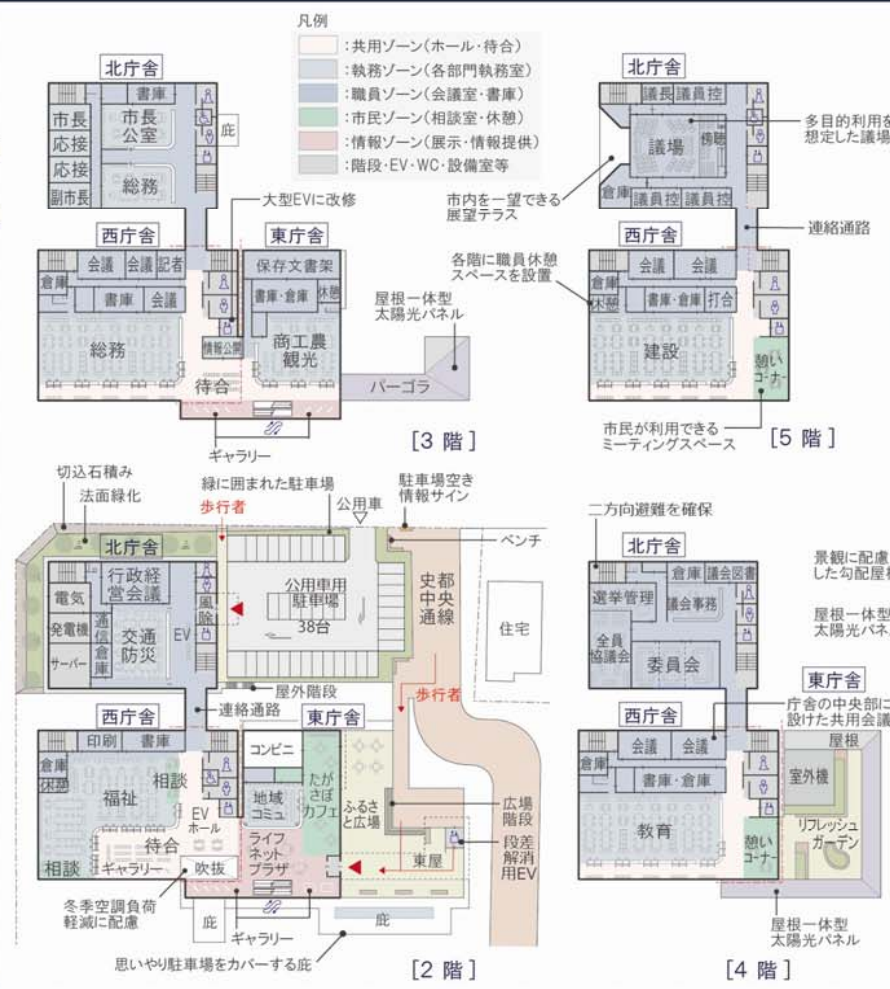 凡例
：共用ゾーン（ホール・待合）
：執務ゾーン（各部門執務室）
：職員ゾーン（会議室・書庫）
：市民ゾーン（相談室・休憩）
：情報ゾーン（展示・情報提供）
：階段・EV・WC・設備室等
北庁舎
書庫
市長
市長
公室
庇
応接
応接
総務
副市長
大型EVに改修
西庁舎
東庁舎
会議
会議
記者
保存文書架
倉庫
書庫
会議
書庫・倉庫
休憩
屋根一体型
太陽光パネル
総務
情報公開
商工農
観光
待合
パーゴラ
ギャラリー
［3 階］
北庁舎
議長
議員控
多目的利用を
想定した議場
議場
傍聴
倉庫
議員控
議員控
市内を一望できる
展望テラス
連絡通路
西庁舎
各階に職員休憩
スペースを設置
会議
会議
倉庫
休憩
書庫・倉庫
打合
建設
憩い
コーナー
市民が利用できる
ミーティングスペース
［5 階］
切込石積み
法面緑化
緑に囲まれた駐車場
歩行者
公用車
駐車場空き
情報サイン
ベンチ
北庁舎
行政経
営会議
風除
電気
発電機
通信
倉庫
交通
防災
EV
サーバー
公用車用
駐車場
38台
史都
中央
通線
住宅
屋外階段
歩行者
連絡通路
西庁舎
東庁舎
印刷
書庫
コンビニ
倉庫
休憩
相談
福祉
地域
コミュ
たが
さぽ
カフェ
ふるさ
と広場
広場
階段
EV
ホール
待合
ライフ
ネット
プラザ
段差
解消
用EV
東屋
相談
ギャラリー
吹抜
冬季空調負荷
軽減に配慮
庇
ギャラリー
庇
思いやり駐車場をカバーする庇
［2 階］
二方向避難を確保
北庁舎
倉庫
議会図書
選挙管理
議会事務
全員
協議会
委員会
景観に配慮
した勾配屋根
屋根一体型
太陽光パネ
東庁舎
庁舎の中央部に
設けた共用会議
西庁舎
会議
会議
屋根
倉庫
書庫・倉庫
室外機
教育
憩い
コーナー
リフレッシュ
ガーデン
屋根一体型
太陽光パネル
［4 階］